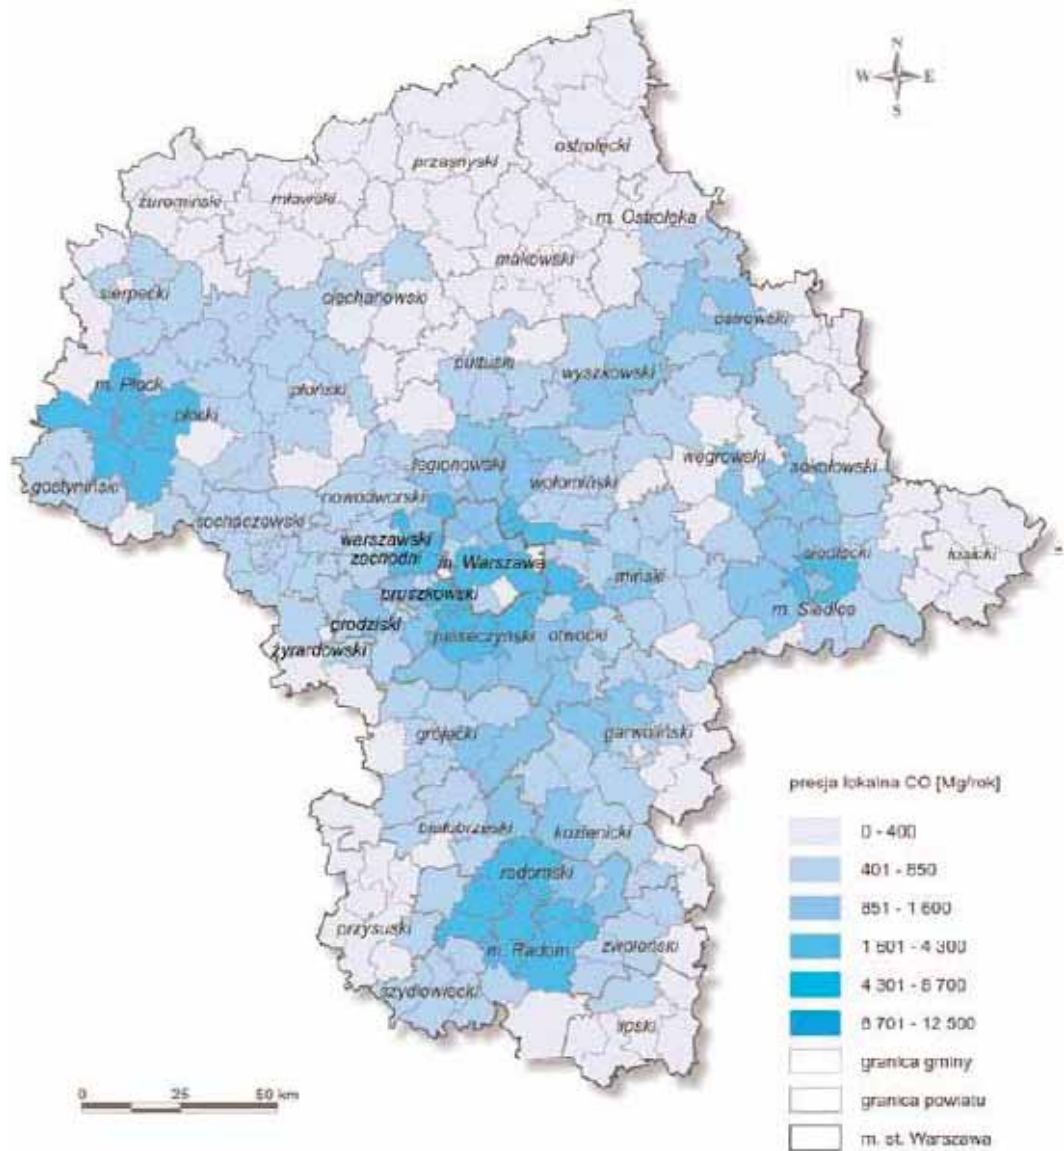 N
W E
S
ostrołęcki
przasnyski
żuromiński
mławski
m. Ostrołęka
makowski
sierpecki
ciechanowski
ostrowski
pułtuski
wyszkowski
m. Płock
płoński
płocki
węgrowski
sokołowski
legionowski
gostyniński
wołomiński
nowodworski
sochaczewski
warszawski
zachodni
m. Warszawa
siedlecki
łosicki
miński
pruszkowski
m. Siedlce
grodziski
piaseczyński
otwocki
żyrardowski
grójecki
garwoliński
presja lokalna CO [Mg/rok]
0 - 400
białobrzeski
kozienicki
401 - 850
radomski
851 - 1 600
przysuski
m. Radom
zwoleński
1 601 - 4 300
szydłowiecki
4 301 - 8 700
lipski
8 701 - 12 500
granica gminy
0 25 50 km
granica powiatu
m. st. Warszawa